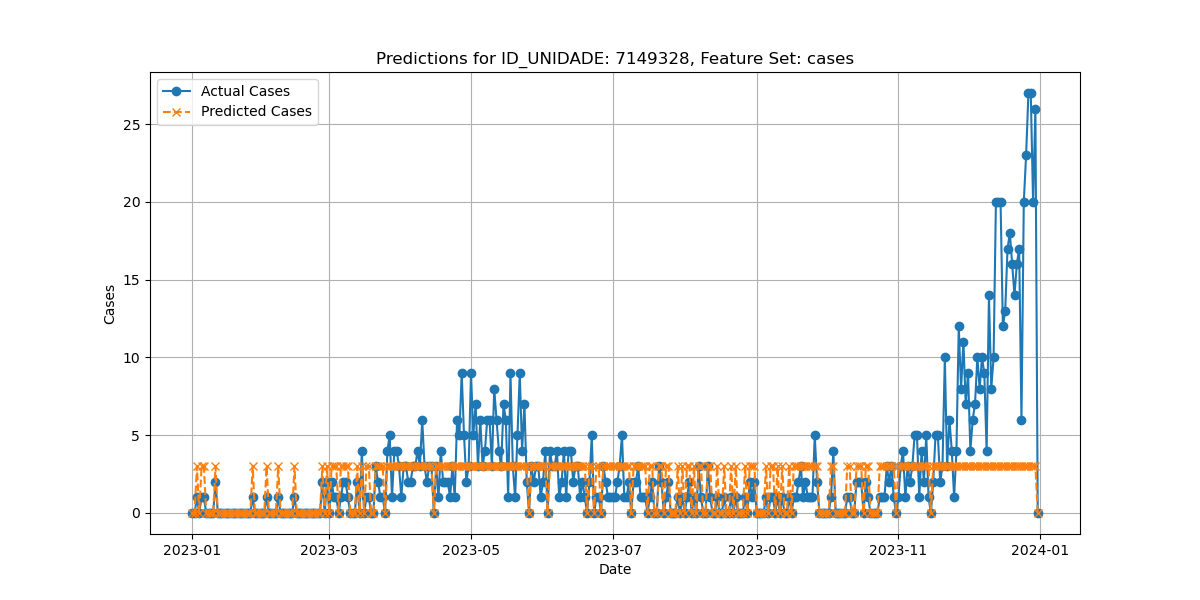 Predictions for ID_UNIDADE: 7149328, Feature Set: cases
Actual Cases
Predicted Cases
25
20
15
10
5
0
Cases
2023-01
2023-03
2023-05
2023-07
2023-09
2023-11
2024-01
Date